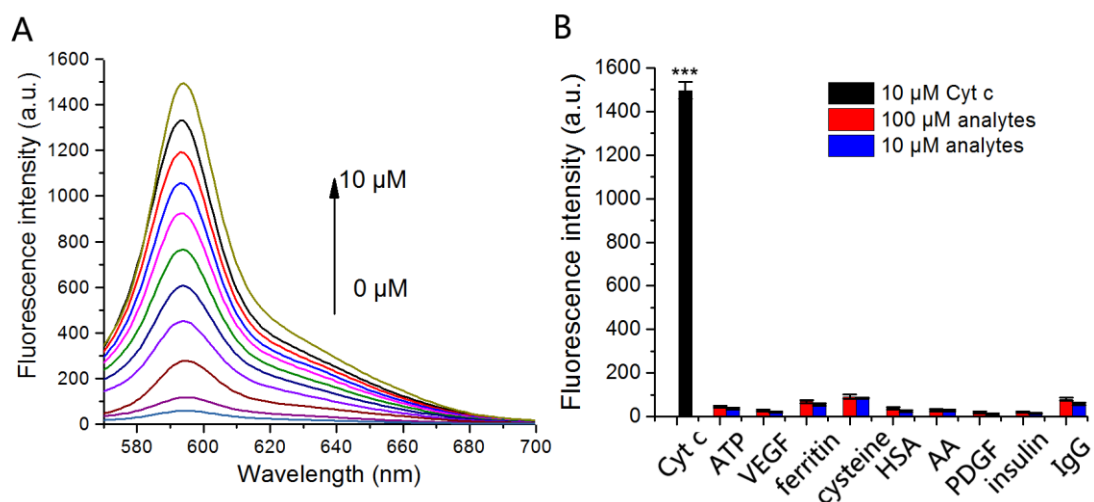 A
Fluorescence intensity (a.u.)
1600
1400
1200
1000
800
600
400
200
0
10 µM
0 µM
580
600
620
640
660
680
700
Wavelength (nm)
B
Fluorescence intensity (a.u.)
1600
1400
1200
1000
800
600
400
200
0
***
10 µM Cyt c
100 µM analytes
10 µM analytes
Cyt c
ATP
VEGF
ferritin
cysteine
HSA
AA
PDGF
insulin
IgG